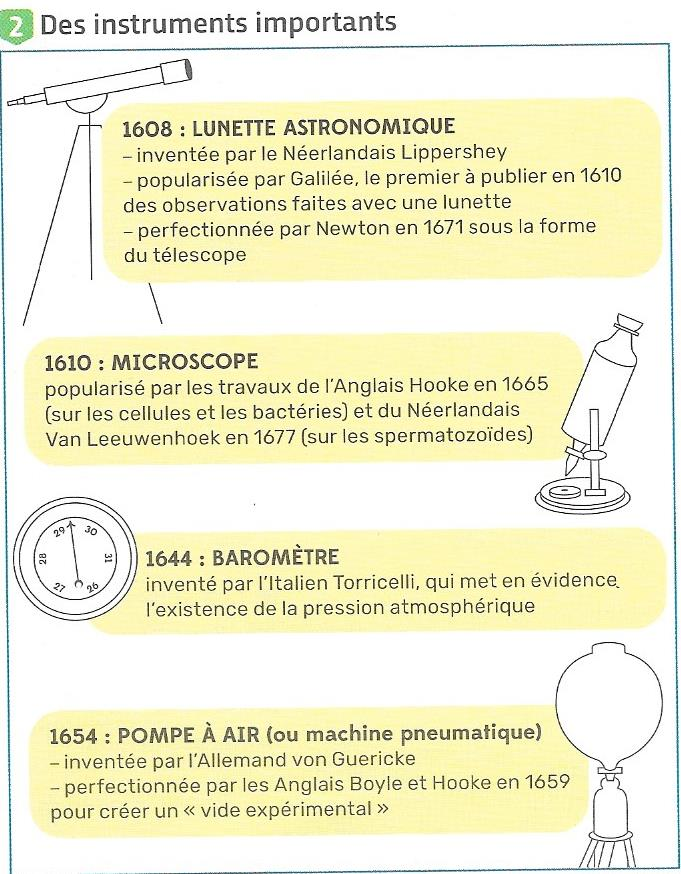 2 Des instruments importants
1608 : LUNETTE ASTRONOMIQUE
– inventée par le Néerlandais Lippershey
– popularisée par Galilée, le premier à publier en 1610
des observations faites avec une lunette
– perfectionnée par Newton en 1671 sous la forme
du télescope
1610 : MICROSCOPE
popularisé par les travaux de l'Anglais Hooke en 1665
(sur les cellules et les bactéries) et du Néerlandais
Van Leeuwenhoek en 1677 (sur les spermatozoïdes)
29 30
28 31
27 26
1644 : BAROMÈTRE
inventé par l'Italien Torricelli, qui met en évidence
l'existence de la pression atmosphérique
1654 : POMPE À AIR (ou machine pneumatique)
– inventée par l'Allemand von Guericke
– perfectionnée par les Anglais Boyle et Hooke en 1659
pour créer un « vide expérimental »